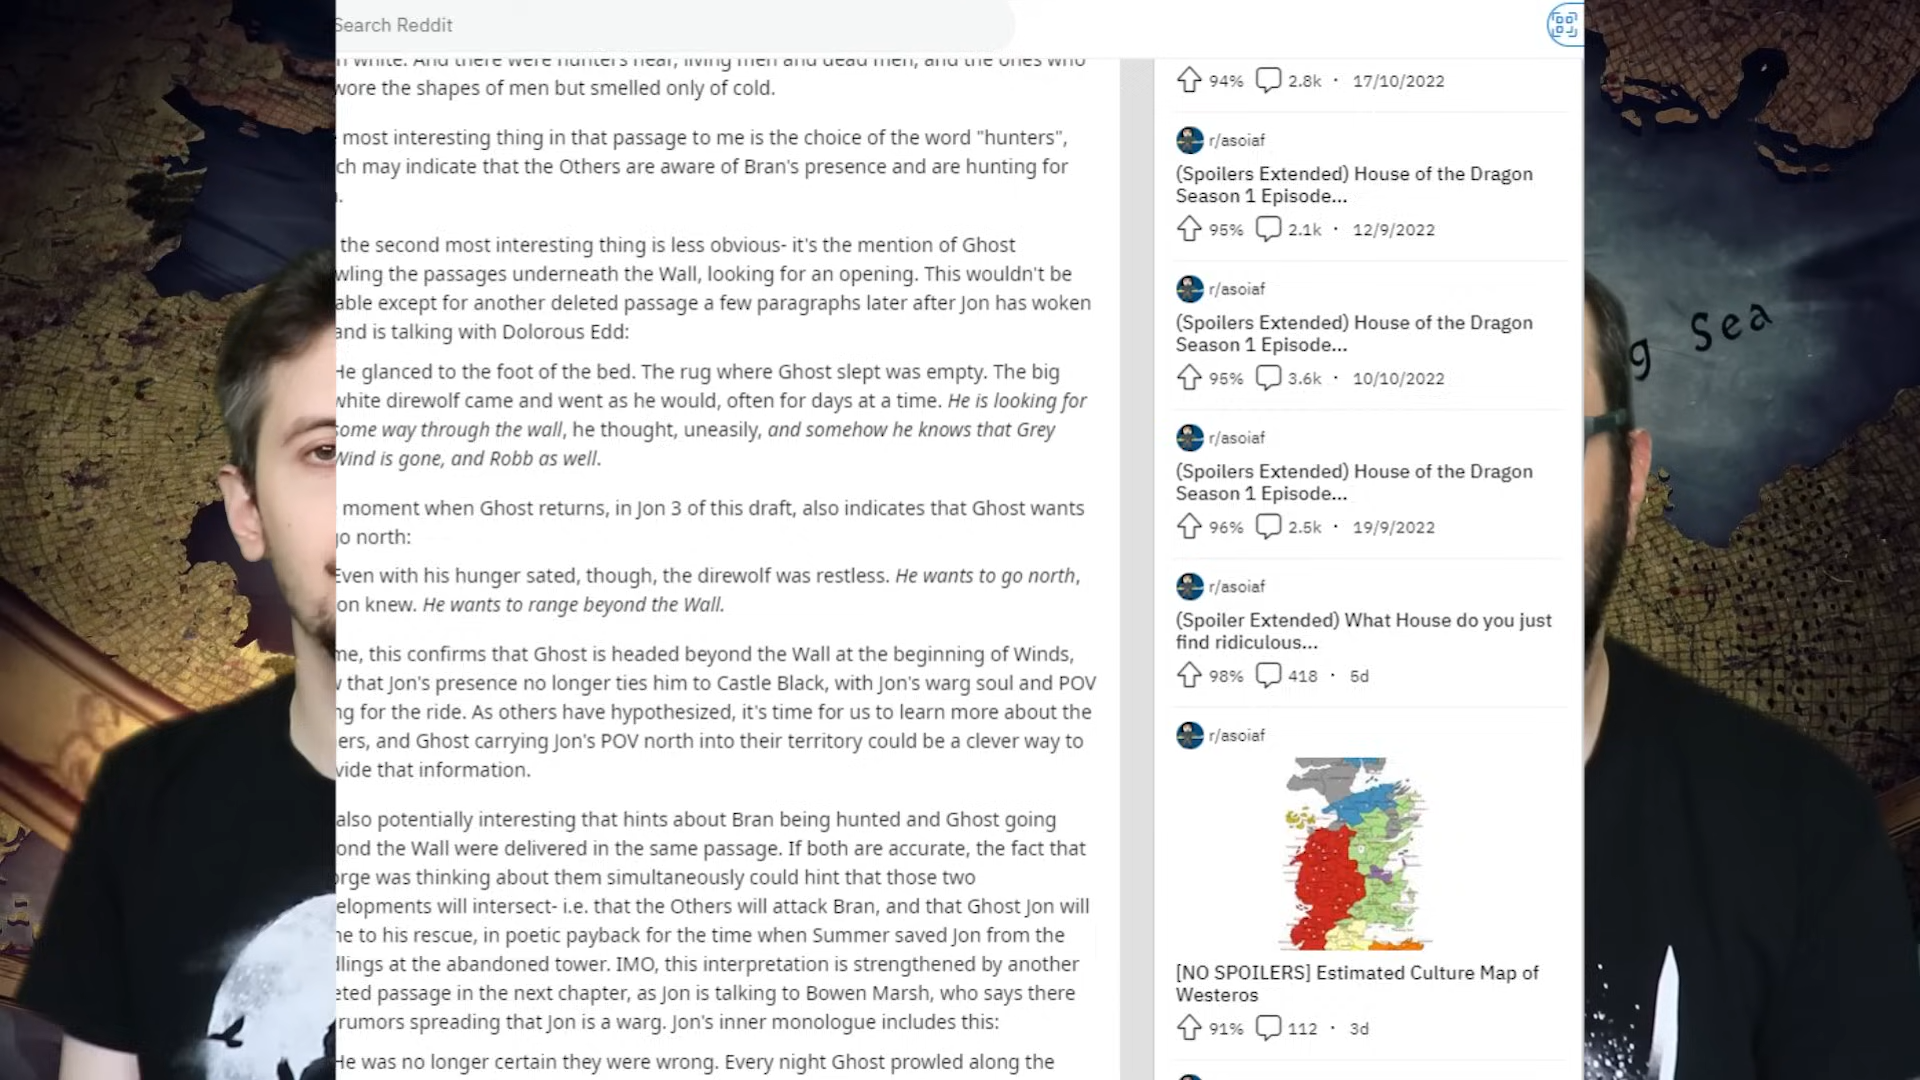 Search Reddit
wore the shapes of men but smelled only of cold.
most interesting thing in that passage to me is the choice of the word "hunters",
ch may indicate that the Others are aware of Bran's presence and are hunting for
the second most interesting thing is less obvious- it's the mention of Ghost
wling the passages underneath the Wall, looking for an opening. This wouldn't be
able except for another deleted passage a few paragraphs later after Jon has woken
and is talking with Dolorous Edd:
He glanced to the foot of the bed. The rug where Ghost slept was empty. The big
white direwolf came and went as he would, often for days at a time. He is looking for
some way through the wall, he thought, uneasily, and somehow he knows that Grey
Wind is gone, and Robb as well.
moment when Ghost returns, in Jon 3 of this draft, also indicates that Ghost wants
go north:
Even with his hunger sated, though, the direwolf was restless. He wants to go north,
on knew. He wants to range beyond the Wall.
me, this confirms that Ghost is headed beyond the Wall at the beginning of Winds,
that Jon's presence no longer ties him to Castle Black, with Jon's warg soul and POV
ng for the ride. As others have hypothesized, it's time for us to learn more about the
ers, and Ghost carrying Jon's POV north into their territory could be a clever way to
vide that information.
also potentially interesting that hints about Bran being hunted and Ghost going
ond the Wall were delivered in the same passage. If both are accurate, the fact that
orge was thinking about them simultaneously could hint that those two
elopments will intersect- i.e. that the Others will attack Bran, and that Ghost Jon will
ne to his rescue, in poetic payback for the time when Summer saved Jon from the
dlings at the abandoned tower. IMO, this interpretation is strengthened by another
eted passage in the next chapter, as Jon is talking to Bowen Marsh, who says there
rumors spreading that Jon is a warg. Jon's inner monologue includes this:
He was no longer certain they were wrong. Every night Ghost prowled along the
94% 2.8k · 17/10/2022
r/asoiaf
(Spoilers Extended) House of the Dragon
Season 1 Episode...
95% 2.1k · 12/9/2022
r/asoiaf
(Spoilers Extended) House of the Dragon
Season 1 Episode...
95% 3.6k · 10/10/2022
r/asoiaf
(Spoilers Extended) House of the Dragon
Season 1 Episode...
96% 2.5k · 19/9/2022
r/asoiaf
(Spoiler Extended) What House do you just
find ridiculous...
98% 418 · 5d
r/asoiaf
[NO SPOILERS] Estimated Culture Map of
Westeros
91% 112 · 3d
g Sea